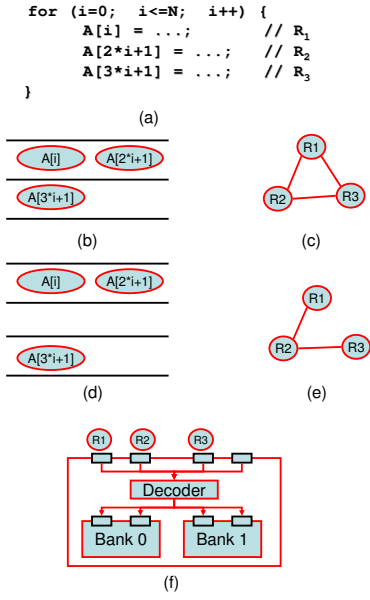 for (i=0; i<=N; i++) {
A[i] = ...; // R1
A[2*i+1] = ...; // R2
A[3*i+1] = ...; // R3
}
(a)
A[i] A[2*i+1]
A[3*i+1]
(b)
R1
R2 R3
(c)
A[i] A[2*i+1]
A[3*i+1]
(d)
R1
R2 R3
(e)
R1 R2 R3
Decoder
Bank 0 Bank 1
(f)